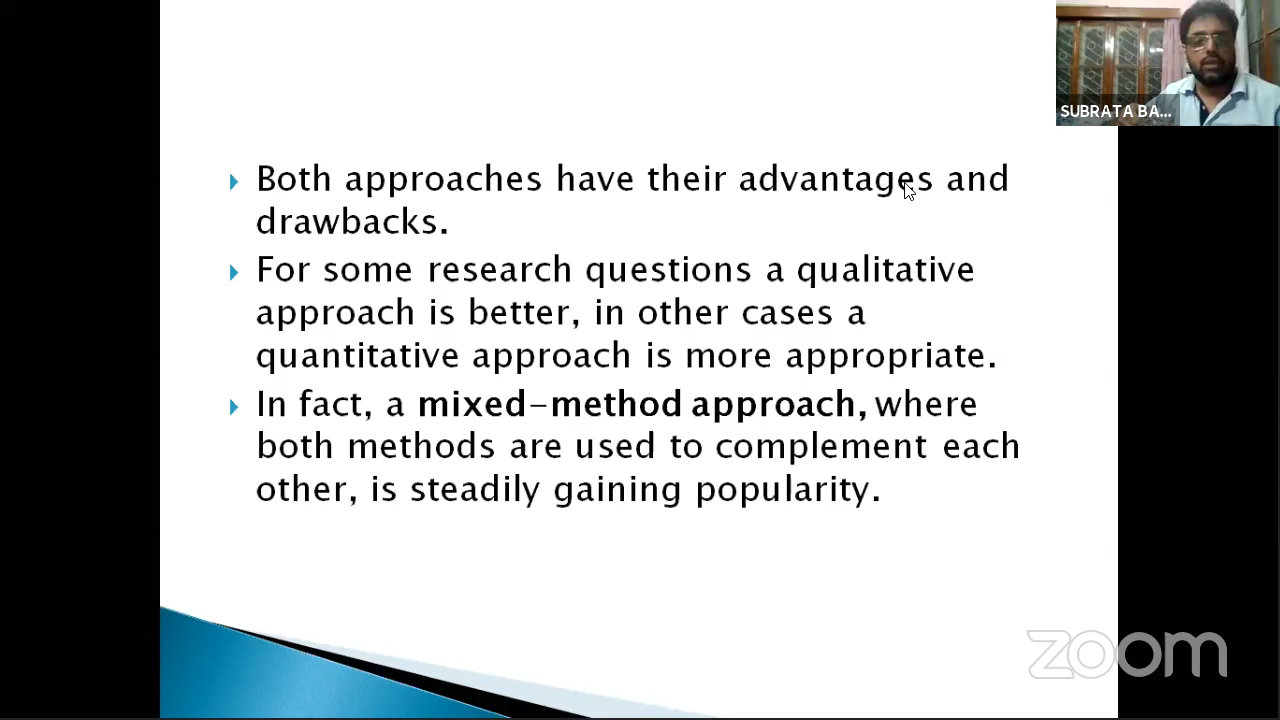 SUBRATA BA...
Both approaches have their advantages and
drawbacks.
For some research questions a qualitative
approach is better, in other cases a
quantitative approach is more appropriate.
In fact, a mixed-method approach, where
both methods are used to complement each
other, is steadily gaining popularity.
zoom